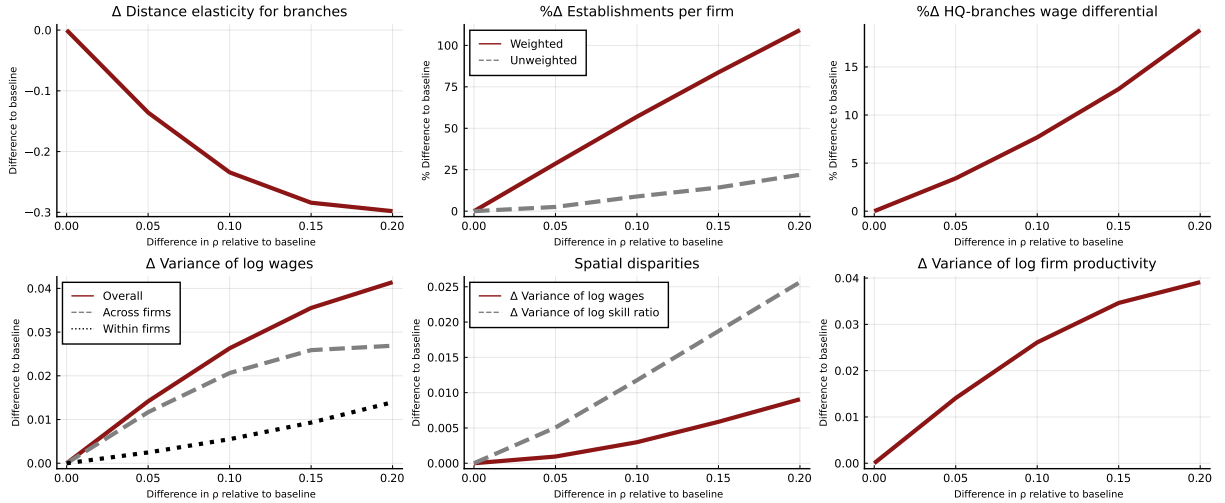 Δ Distance elasticity for branches
Difference to baseline
0.0
−0.1
−0.2
−0.3
0.00 0.05 0.10 0.15 0.20
Difference in ρ relative to baseline
%Δ Establishments per firm
% Difference to baseline
Weighted
Unweighted
100
75
50
25
0
0.00 0.05 0.10 0.15 0.20
Difference in ρ relative to baseline
%Δ HQ-branches wage differential
% Difference to baseline
15
10
5
0
0.00 0.05 0.10 0.15 0.20
Difference in ρ relative to baseline
Δ Variance of log wages
Difference to baseline
Overall
Across firms
Within firms
0.04
0.03
0.02
0.01
0.00
0.00 0.05 0.10 0.15 0.20
Difference in ρ relative to baseline
Spatial disparities
Difference to baseline
Δ Variance of log wages
Δ Variance of log skill ratio
0.025
0.020
0.015
0.010
0.005
0.000
0.00 0.05 0.10 0.15 0.20
Difference in ρ relative to baseline
Δ Variance of log firm productivity
Difference to baseline
0.04
0.03
0.02
0.01
0.00
0.00 0.05 0.10 0.15 0.20
Difference in ρ relative to baseline